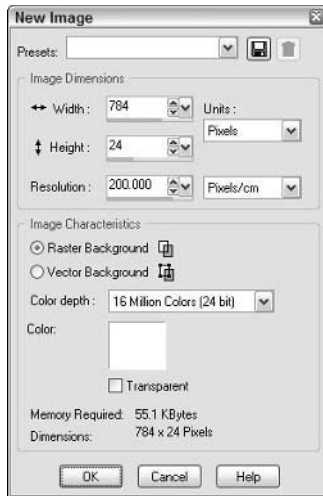 New Image
Presets:
Image Dimensions
Width : 784 Units :
Pixels
Height : 24
Resolution : 200.000 Pixels/cm
Image Characteristics
Raster Background
Vector Background
Color depth : 16 Million Colors (24 bit)
Color:
Transparent
Memory Required: 55.1 KBytes
Dimensions: 784 x 24 Pixels
OK Cancel Help